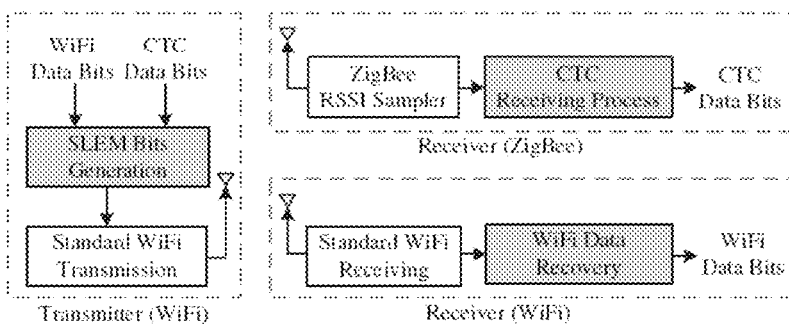 WiFi
Data Bits
CTC
Data Bits
SLEM Bits
Generation
Standard WiFi
Transmission
Transmitter (WiFi)
ZigBee
RSSI Sampler
CTC
Receiving Process
CTC
Data Bits
Receiver (ZigBee)
Standard WiFi
Receiving
WiFi Data
Recovery
WiFi
Data Bits
Receiver (WiFi)